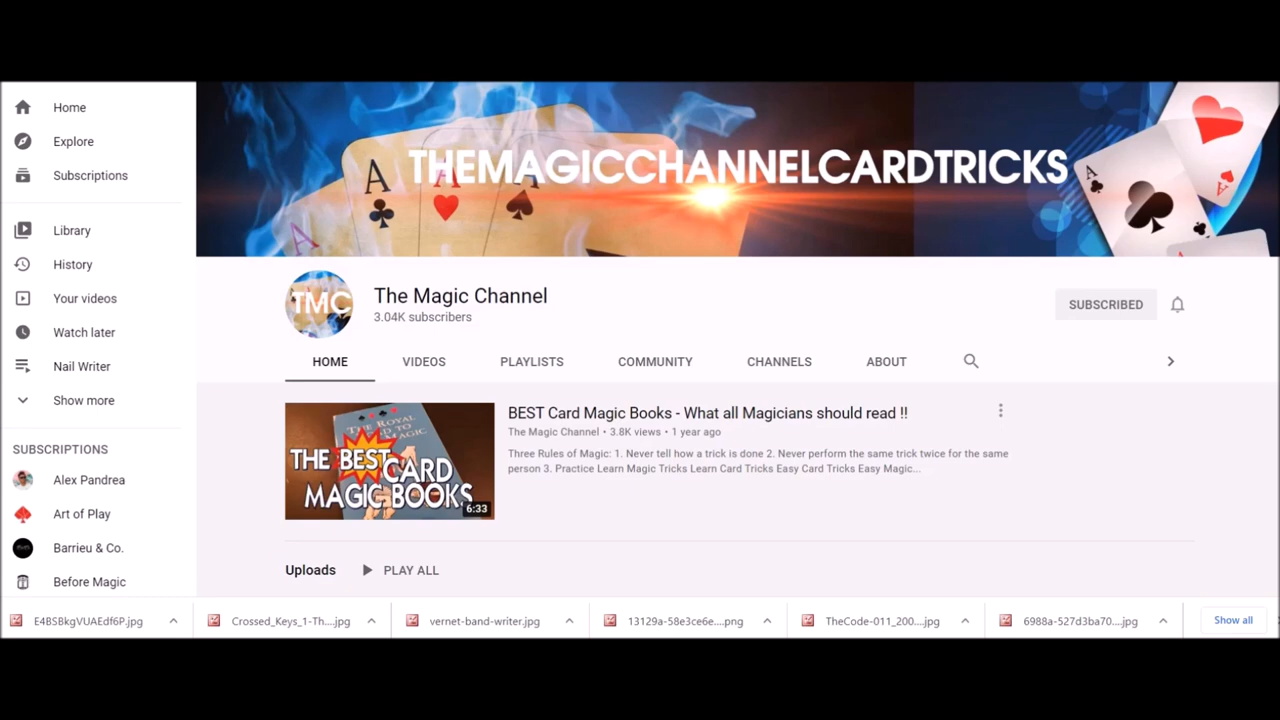 Home
Explore
Subscriptions
Library
History
Your videos
Watch later
Nail Writer
Show more
SUBSCRIPTIONS
Alex Pandrea
Art of Play
Barrieu & Co.
Before Magic
THEMAGICCHANNELCARDTRICKS
A
A
A
A
A
A
TMC
The Magic Channel
3.04K subscribers
SUBSCRIBED
HOME
VIDEOS
PLAYLISTS
COMMUNITY
CHANNELS
ABOUT
THE ROYAL
THE BEST
CARD
MAGIC BOOKS
6:33
BEST Card Magic Books - What all Magicians should read !!
The Magic Channel • 3.8K views • 1 year ago
Three Rules of Magic: 1. Never tell how a trick is done 2. Never perform the same trick twice for the same
person 3. Practice Learn Magic Tricks Learn Card Tricks Easy Card Tricks Easy Magic...
Uploads
PLAY ALL
E4BSBkgVUAEdf6P.jpg
Crossed_Keys_1-Th....jpg
vernet-band-writer.jpg
13129a-58e3ce6e....png
TheCode-011_200....jpg
6988a-527d3ba70....jpg
Show all